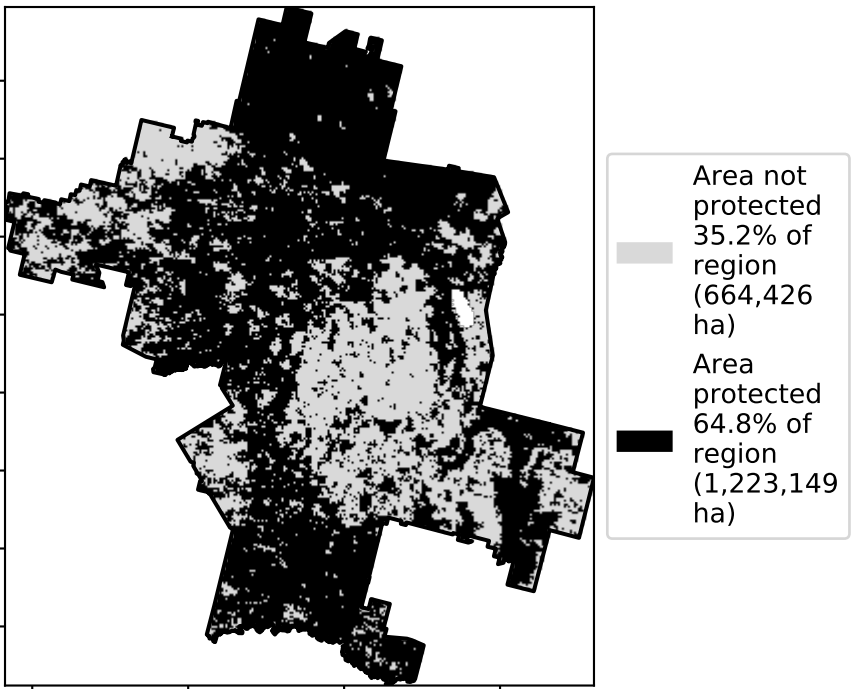 Area not
protected
35.2% of
region
(664,426
ha)
Area
protected
64.8% of
region
(1,223,149
ha)